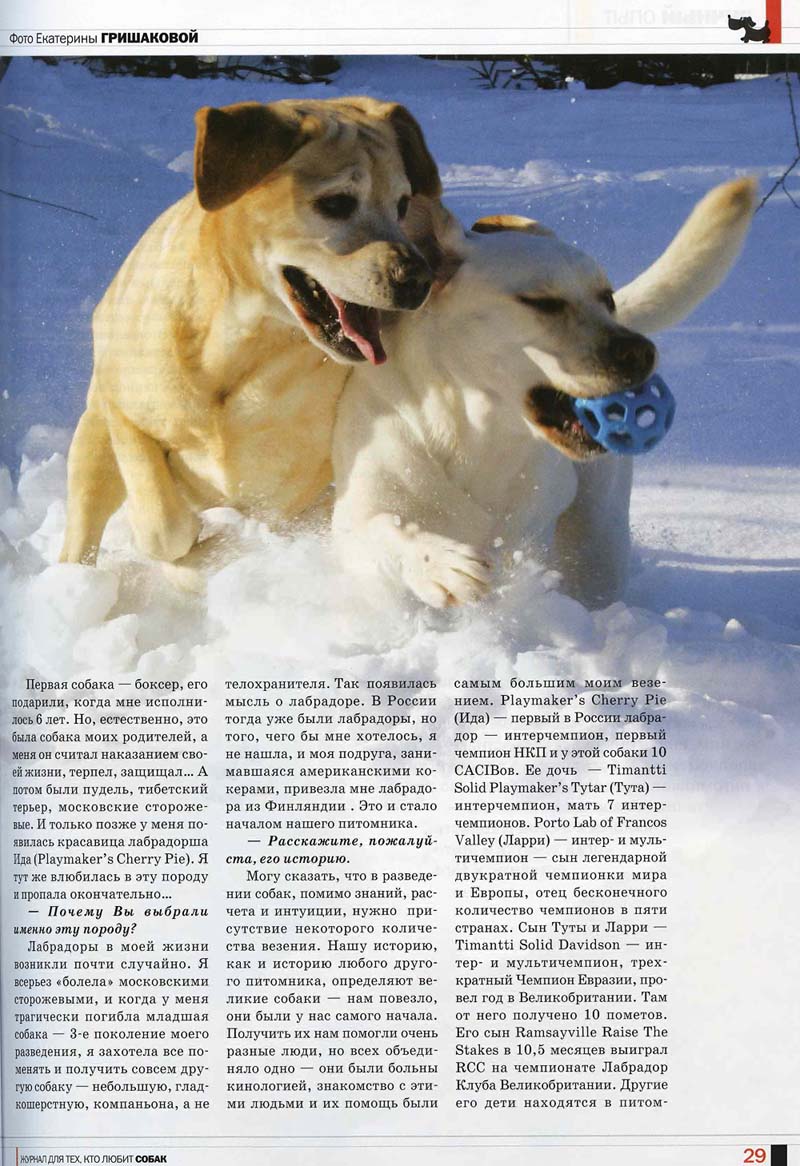 Фото Екатерины ГРИШАКОВОЙ
Первая собака — боксер, его
подарили, когда мне исполни-
лось 6 лет. Но, естественно, это
была собака моих родителей, а
меня он считал наказанием сво-
ей жизни, терпел, защищал... А
потом были пудель, тибетский
терьер, московские стороже-
вые. И только позже у меня по-
явилась красавица лабрадорша
Ида (Playmaker's Cherry Pie). Я
тут же влюбилась в эту породу
и пропала окончательно...
— Почему Вы выбрали
именно эту породу?
Лабрадоры в моей жизни
возникли почти случайно. Я
всерьез «болела» московскими
сторожевыми, и когда у меня
трагически погибла младшая
собака — 3-е поколение моего
разведения, я захотела все по-
менять и получить совсем дру-
гую собаку — небольшую, глад-
кошерстную, компаньона, а не
телохранителя. Так появилась
мысль о лабрадоре. В России
тогда уже были лабрадоры, но
того, чего бы мне хотелось, я
не нашла, и моя подруга, зани-
мавшаяся американскими ко-
керами, привезла мне лабрадо-
ра из Финляндии . Это и стало
началом нашего питомника.
— Расскажите, пожалуй-
ста, его историю.
Могу сказать, что в разведе-
нии собак, помимо знаний, рас-
чета и интуиции, нужно при-
сутствие некоторого количе-
ства везения. Нашу историю,
как и историю любого друго-
го питомника, определяют ве-
ликие собаки — нам повезло,
они были у нас самого начала.
Получить их нам помогли очень
разные люди, но всех объеди-
няло одно — они были больны
кинологией, знакомство с эти-
ми людьми и их помощь были
самым большим моим везе-
нием. Playmaker's Cherry Pie
(Ида) — первый в России лабра-
дор — интерчемпион, первый
чемпион НКП и у этой собаки 10
CACIBов. Ее дочь — Timantti
Solid Playmaker's Tytar (Тута) —
интерчемпион, мать 7 интер-
чемпионов. Porto Lab of Francos
Valley (Ларри) — интер- и муль-
тичемпион — сын легендарной
двукратной чемпионки мира
и Европы, отец бесконечного
количество чемпионов в пяти
странах. Сын Туты и Ларри —
Timantti Solid Davidson — ин-
тер- и мультичемпион, трех-
кратный Чемпион Евразии, про-
вел год в Великобритании. Там
от него получено 10 пометов.
Его сын Ramsayville Raise The
Stakes в 10,5 месяцев выиграл
RCC на чемпионате Лабрадор
Клуба Великобритании. Другие
его дети находятся в питом-
ЖУРНАЛ ДЛЯ ТЕХ, КТО ЛЮБИТ СОБАК
29